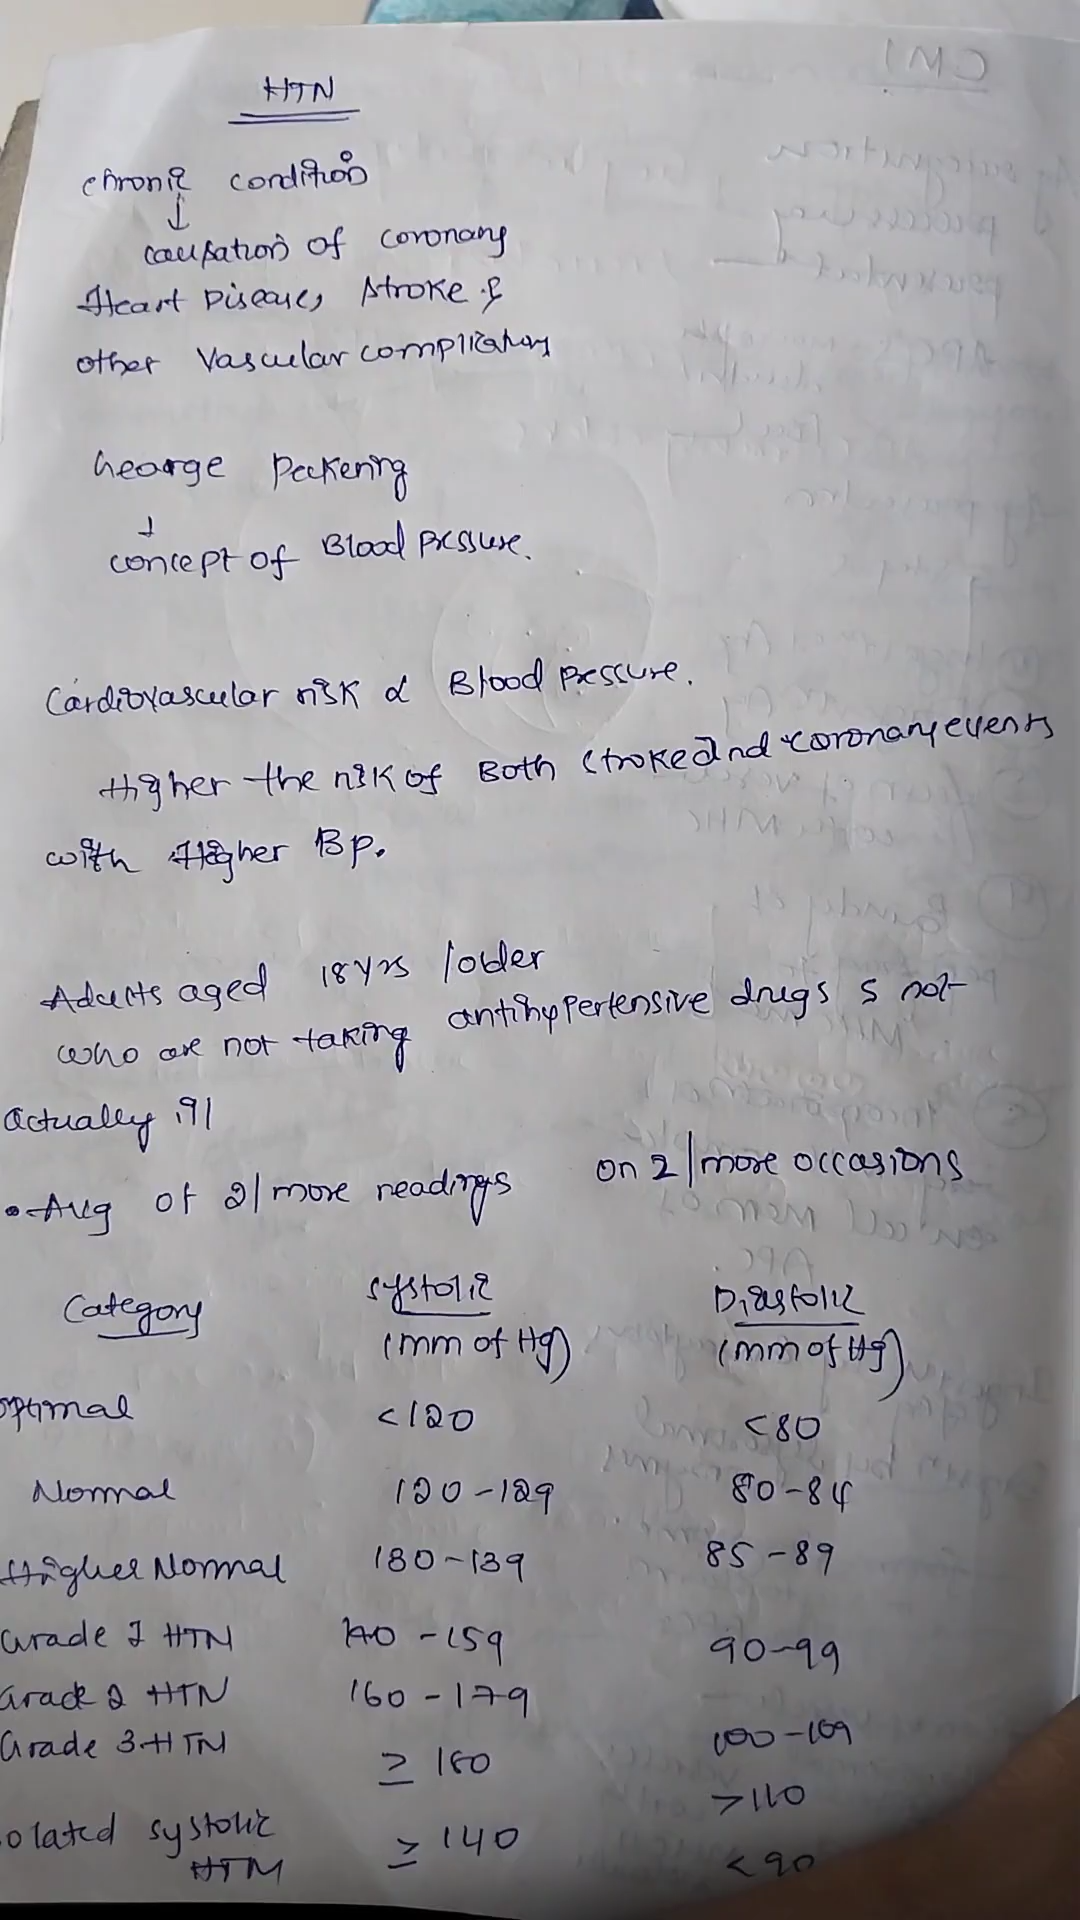 HTN
chronic condition
↓
causation of coronary
Heart Disease, stroke &
other vascular complications
George Peckering
↓
concept of Blood pressure.
Cardiovascular risk α Blood pressure.
Higher the risk of Both stroke and coronary events
with Higher Bp.
Adults aged 18 yrs / older
who are not taking antihypertensive drugs & not
actually ill
• Avg of 2/more readings on 2/more occasions
Category Systolic Diastolic
(mm of Hg) (mm of Hg)
optimal <120 <80
Normal 120-129 80-84
Higher Normal 130-139 85-89
Grade 1 HTN 140-159 90-99
Grade 2 HTN 160-179 100-109
Grade 3 HTN ≥ 180 >110
olated systolic HTN ≥ 140 <90